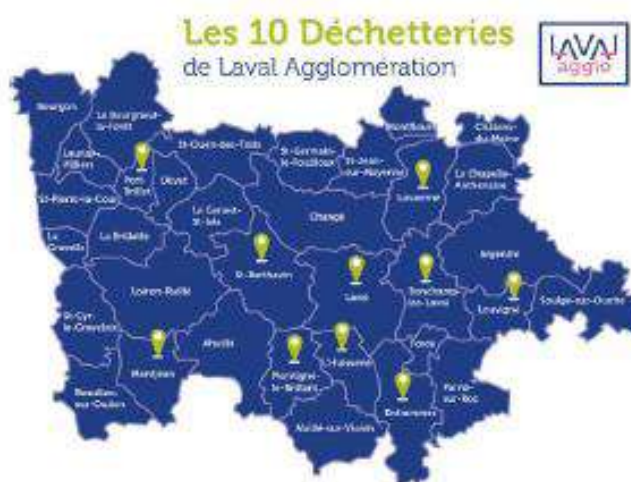 Les 10 Déchetteries
de Laval Agglomération
LAVAL
agglo
Bourgon
Le Bourgneuf-
la-Forêt
Launay-
Villiers
Port-
Brillet
Olivet
St-Ouën-des-Toits
St-Germain-
le-Fouilloux
St-Jean-
sur-Mayenne
Montflours
Châlons-
du-Maine
Louverné
La Chapelle-
Anthenaise
St-Pierre-la-Cour
Le Genest-
St-Isle
Changé
La
Gravelle
La Brûlatte
St-Berthevin
Laval
Bonchamp-
lès-Laval
Argentré
Loiron-Ruillé
Louvigné
Soulgé-sur-Ouette
St-Cyr-
le-Gravelais
Montjean
Ahuillé
Montigné-
le-Brillant
L'Huisserie
Forcé
Entrammes
Parné-
sur-Roc
Beaulieu-
sur-Oudon
Nuillé-sur-Vicoin